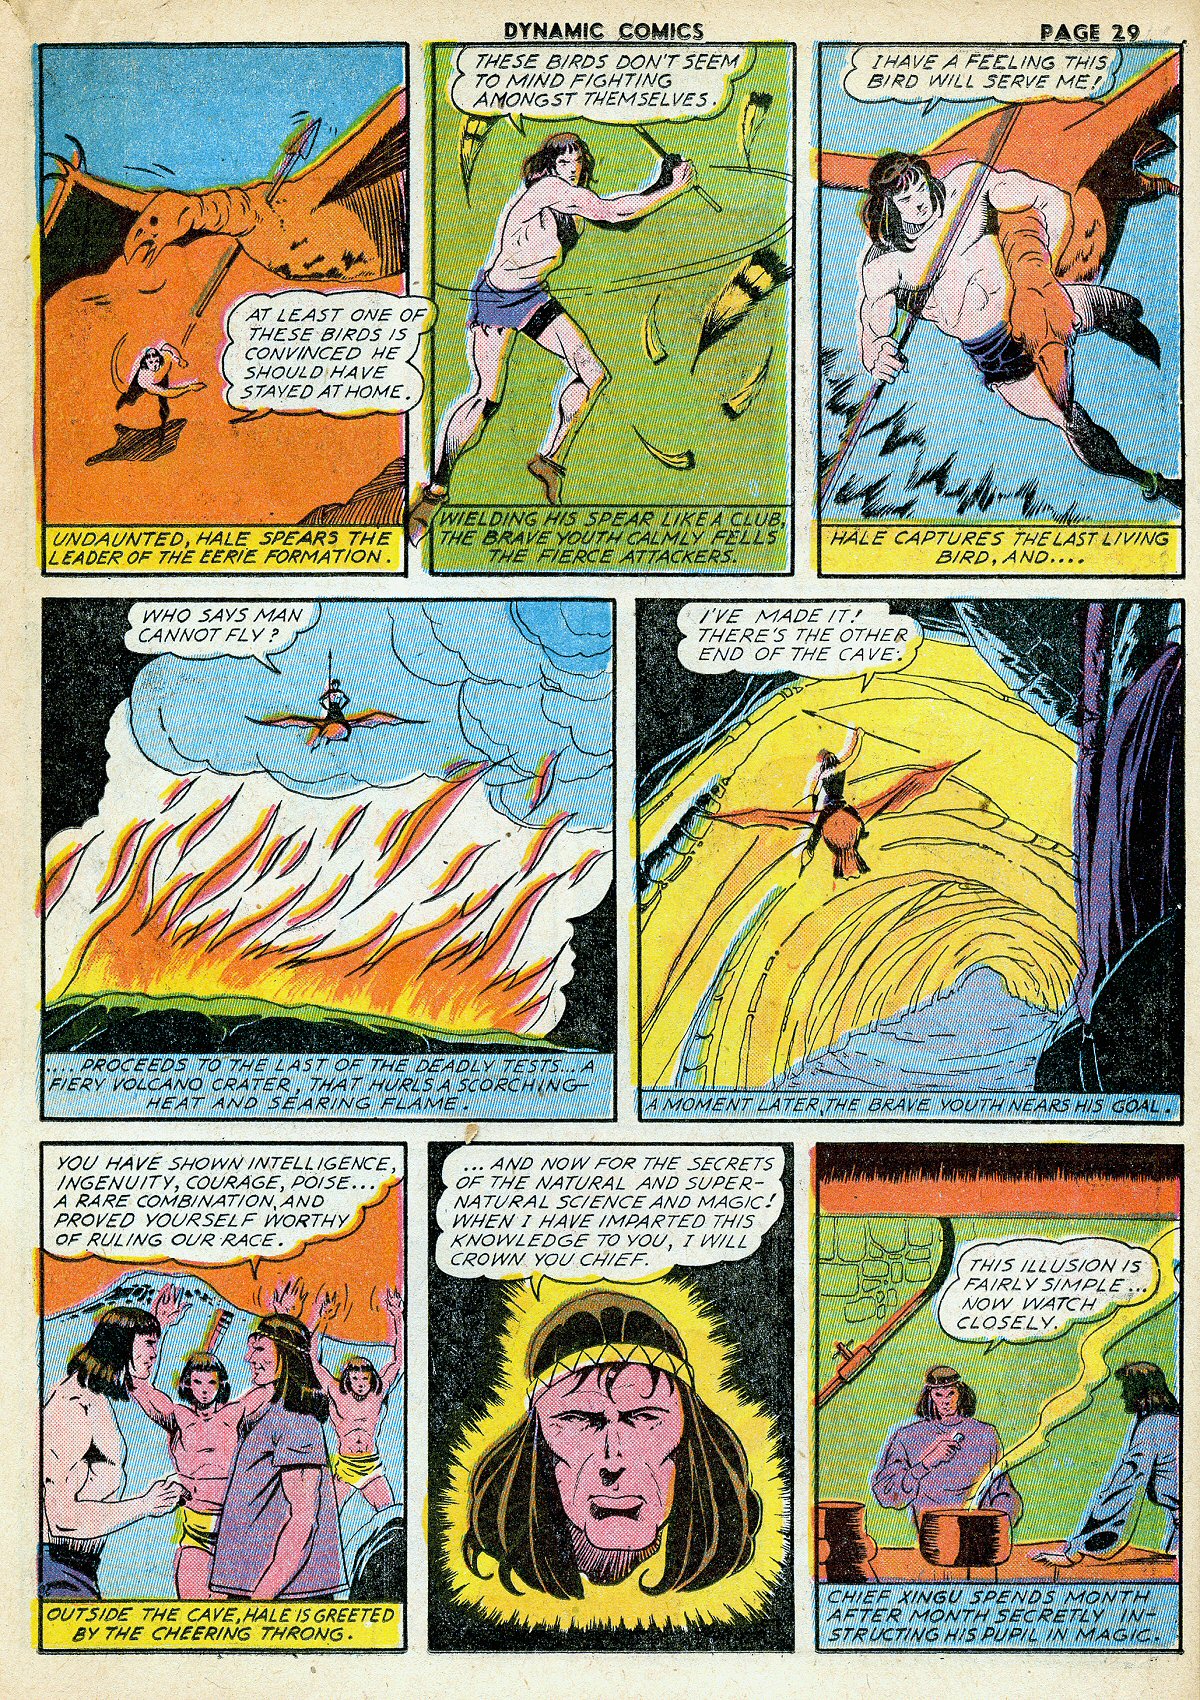 DYNAMIC COMICS
PAGE 29
AT LEAST ONE OF
THESE BIRDS IS
CONVINCED HE
SHOULD HAVE
STAYED AT HOME.
UNDAUNTED, HALE SPEARS THE
LEADER OF THE EERIE FORMATION.
THESE BIRDS DON'T SEEM
TO MIND FIGHTING
AMONGST THEMSELVES.
WIELDING HIS SPEAR LIKE A CLUB,
THE BRAVE YOUTH CALMLY FELLS
THE FIERCE ATTACKERS.
I HAVE A FEELING THIS
BIRD WILL SERVE ME!
HALE CAPTURES THE LAST LIVING
BIRD, AND....
WHO SAYS MAN
CANNOT FLY?
.... PROCEEDS TO THE LAST OF THE DEADLY TESTS... A
FIERY VOLCANO CRATER, THAT HURLS A SCORCHING
HEAT AND SEARING FLAME.
I'VE MADE IT!
THERE'S THE OTHER
END OF THE CAVE.
A MOMENT LATER, THE BRAVE YOUTH NEARS HIS GOAL.
YOU HAVE SHOWN INTELLIGENCE,
INGENUITY, COURAGE, POISE...
A RARE COMBINATION, AND
PROVED YOURSELF WORTHY
OF RULING OUR RACE.
OUTSIDE THE CAVE, HALE IS GREETED
BY THE CHEERING THRONG.
... AND NOW FOR THE SECRETS
OF THE NATURAL AND SUPER-
NATURAL SCIENCE AND MAGIC!
WHEN I HAVE IMPARTED THIS
KNOWLEDGE TO YOU, I WILL
CROWN YOU CHIEF.
THIS ILLUSION IS
FAIRLY SIMPLE...
NOW WATCH
CLOSELY.
CHIEF XINGU SPENDS MONTH
AFTER MONTH SECRETLY IN-
STRUCTING HIS PUPIL IN MAGIC.